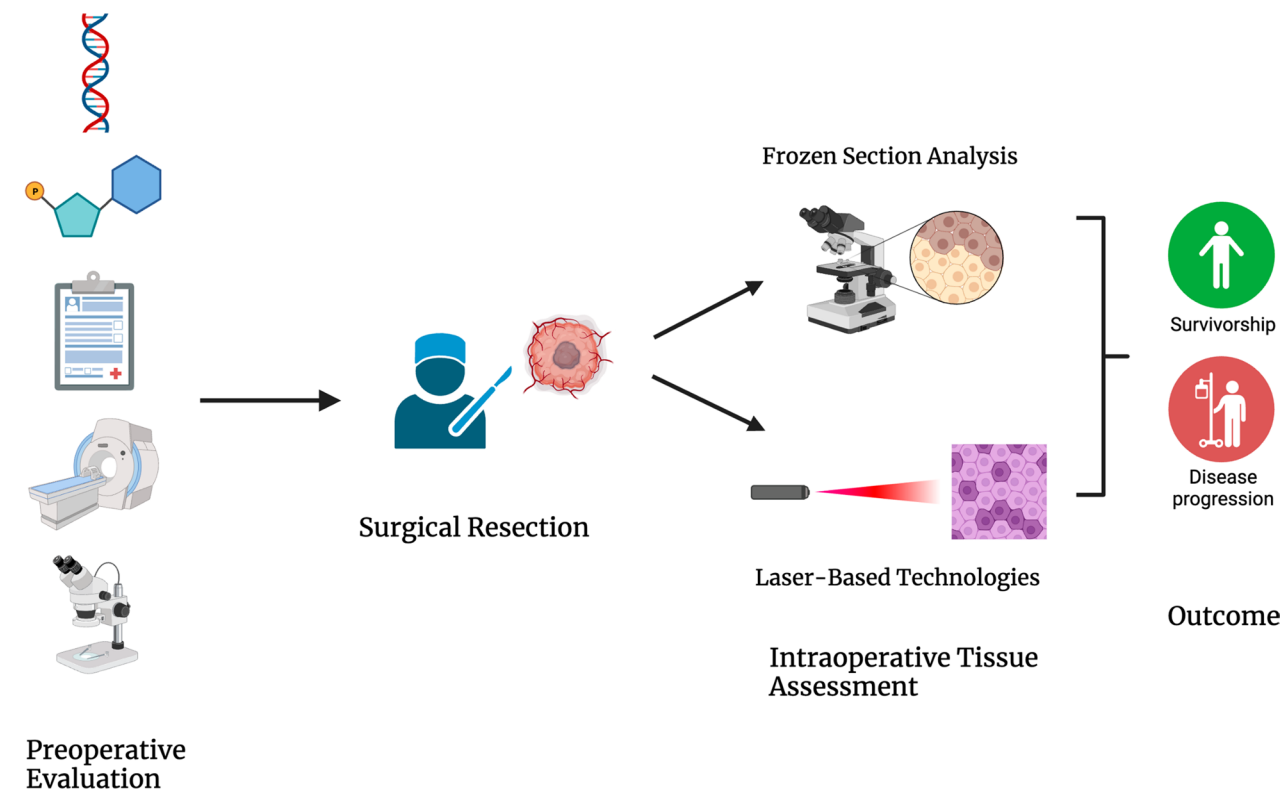 P
Preoperative
Evaluation
Surgical Resection
Frozen Section Analysis
Laser-Based Technologies
Intraoperative Tissue
Assessment
Survivorship
Disease
progression
Outcome